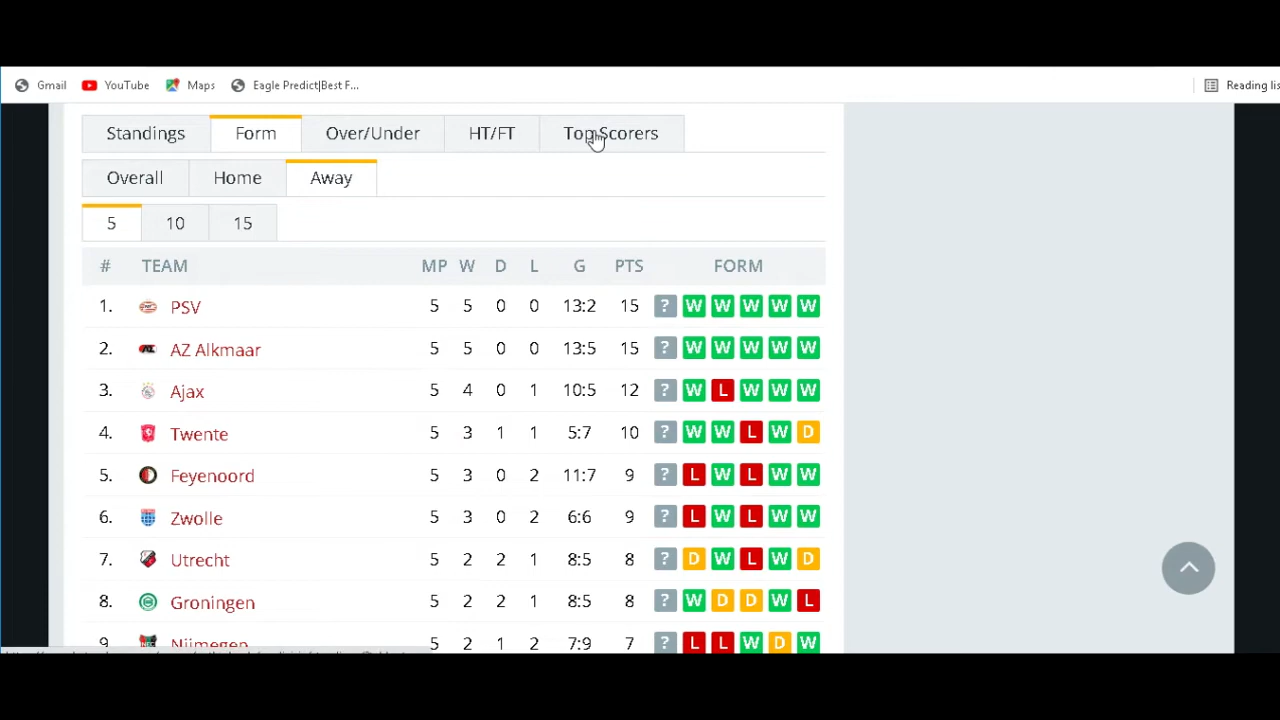 Gmail YouTube Maps Eagle Predict|Best F... Reading lis
Standings Form Over/Under HT/FT Top Scorers
Overall Home Away
5 10 15
# TEAM MP W D L G PTS FORM
1. PSV 5 5 0 0 13:2 15 ? W W W W W
2. AZ Alkmaar 5 5 0 0 13:5 15 ? W W W W W
3. Ajax 5 4 0 1 10:5 12 ? W L W W W
4. Twente 5 3 1 1 5:7 10 ? W W L W D
5. Feyenoord 5 3 0 2 11:7 9 ? L W L W W
6. Zwolle 5 3 0 2 6:6 9 ? L W L W W
7. Utrecht 5 2 2 1 8:5 8 ? D W L W D
8. Groningen 5 2 2 1 8:5 8 ? W D D W L
9. Nijmegen 5 2 1 2 7:9 7 ? L L W D W